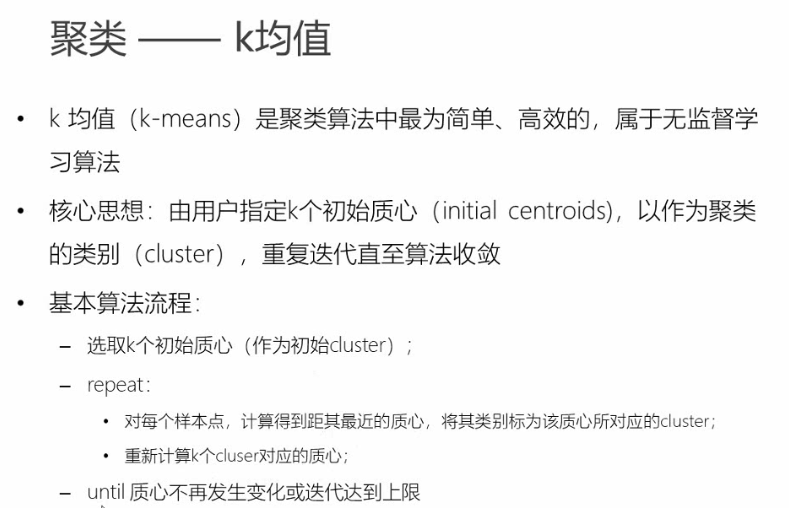 聚类 —— k均值
• k 均值（k-means）是聚类算法中最为简单、高效的，属于无监督学
习算法
• 核心思想：由用户指定k个初始质心（initial centroids)，以作为聚类
的类别（cluster），重复迭代直至算法收敛
• 基本算法流程：
– 选取k个初始质心（作为初始cluster）；
– repeat：
• 对每个样本点，计算得到距其最近的质心，将其类别标为该质心所对应的cluster；
• 重新计算k个cluser对应的质心；
– until 质心不再发生变化或迭代达到上限